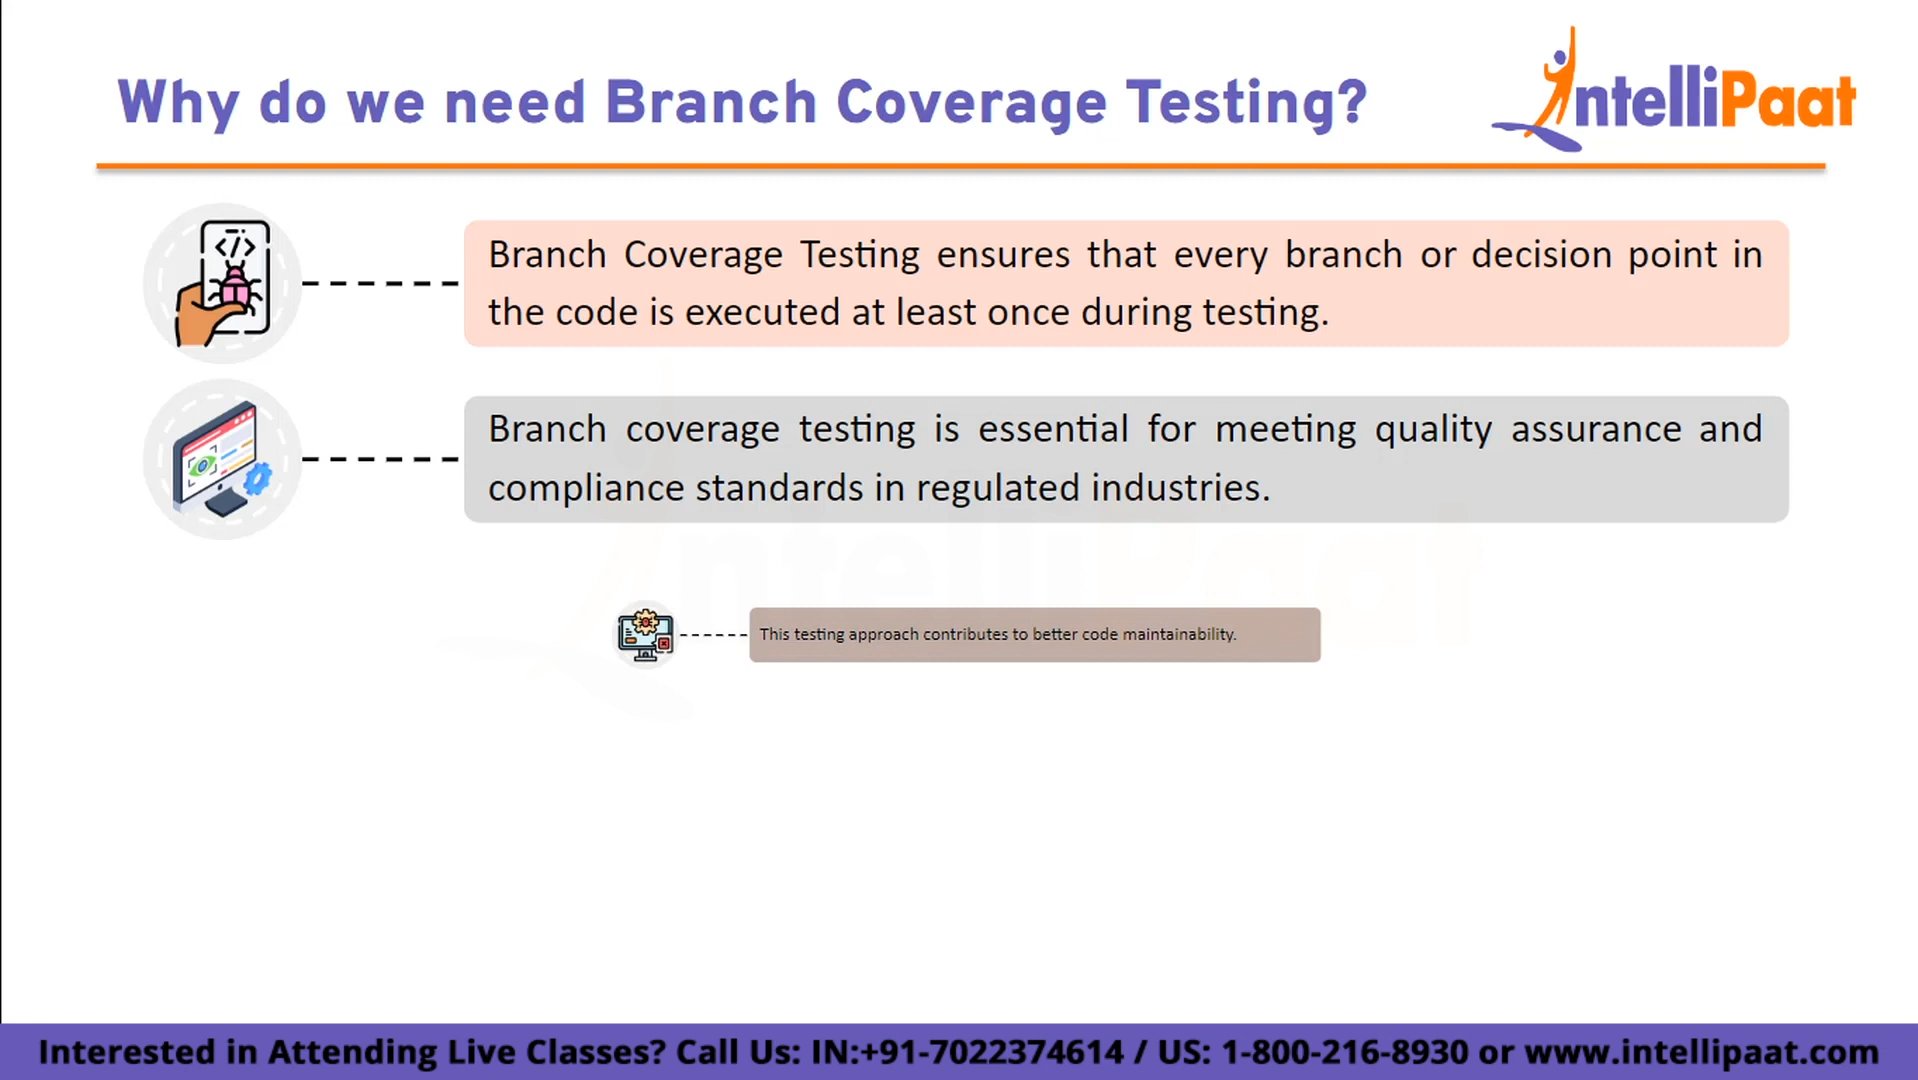 Why do we need Branch Coverage Testing?
IntelliPaat
</>
Branch Coverage Testing ensures that every branch or decision point in
the code is executed at least once during testing.
Branch coverage testing is essential for meeting quality assurance and
compliance standards in regulated industries.
This testing approach contributes to better code maintainability.
Interested in Attending Live Classes? Call Us: IN:+91-7022374614 / US: 1-800-216-8930 or www.intellipaat.com